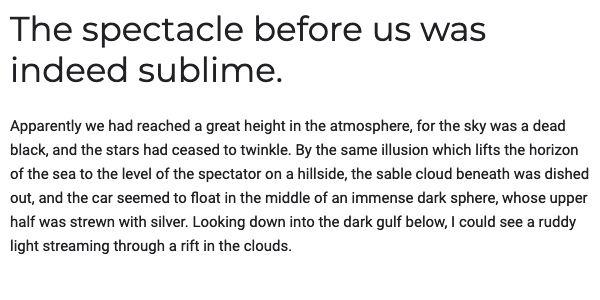 The spectacle before us was
indeed sublime.
Apparently we had reached a great height in the atmosphere, for the sky was a dead
black, and the stars had ceased to twinkle. By the same illusion which lifts the horizon
of the sea to the level of the spectator on a hillside, the sable cloud beneath was dished
out, and the car seemed to float in the middle of an immense dark sphere, whose upper
half was strewn with silver. Looking down into the dark gulf below, I could see a ruddy
light streaming through a rift in the clouds.